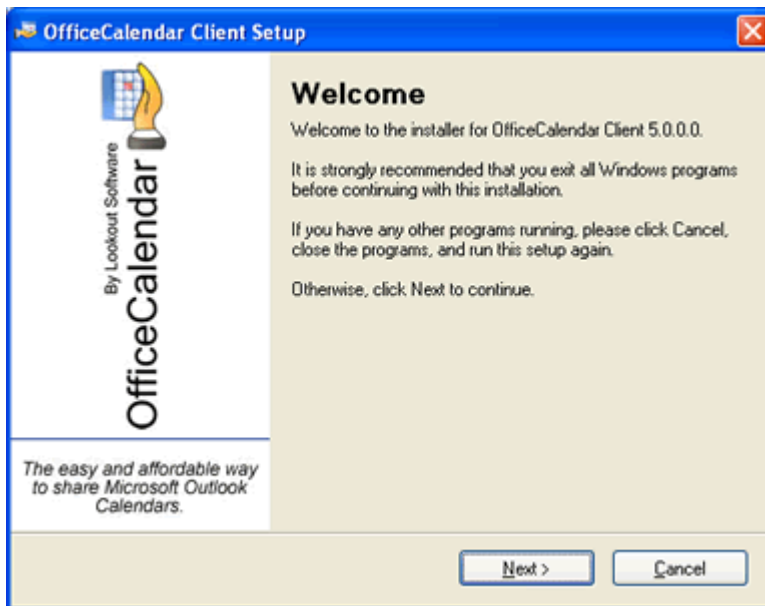 OfficeCalendar Client Setup
By Lookout Software
OfficeCalendar
The easy and affordable way
to share Microsoft Outlook
Calendars.
Welcome
Welcome to the installer for OfficeCalendar Client 5.0.0.0.
It is strongly recommended that you exit all Windows programs
before continuing with this installation.
If you have any other programs running, please click Cancel,
close the programs, and run this setup again.
Otherwise, click Next to continue.
Next >
Cancel